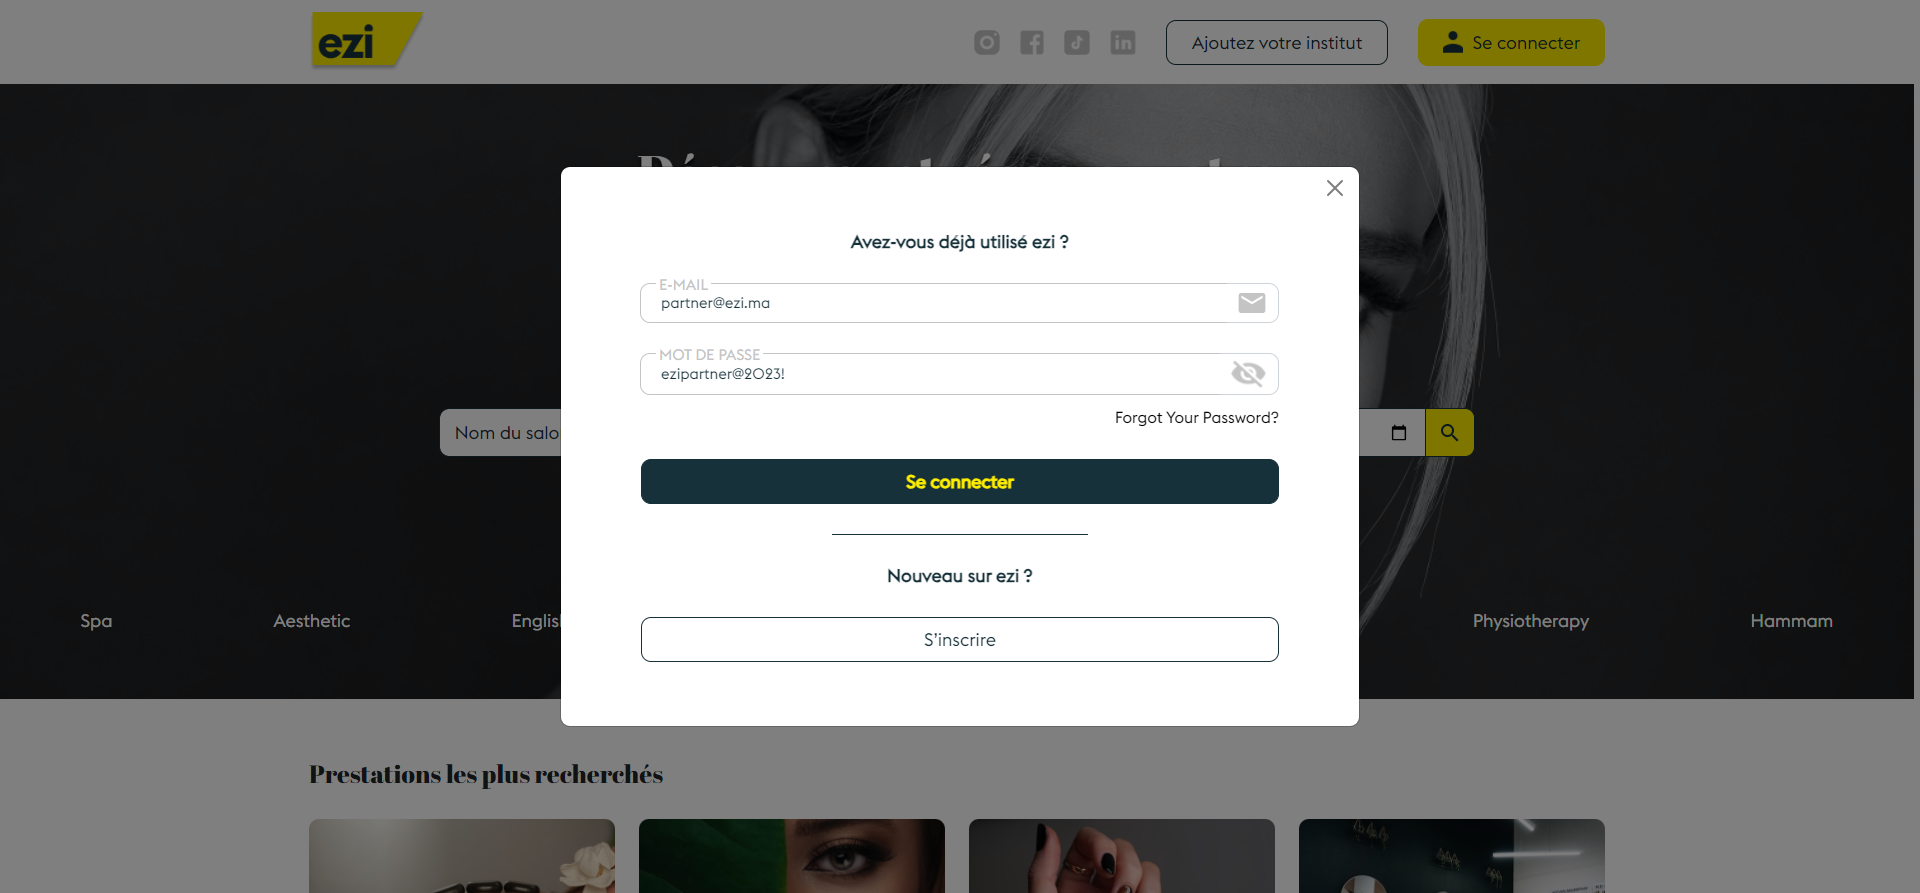 ezi
Ajoutez votre institut
Se connecter
Avez-vous déjà utilisé ezi ?
E-MAIL
partner@ezi.ma
MOT DE PASSE
ezipartner@2023!
Forgot Your Password?
Nom du salo
Se connecter
Nouveau sur ezi ?
Spa
Aesthetic
Englis
Physiotherapy
Hammam
S'inscrire
Prestations les plus recherchés